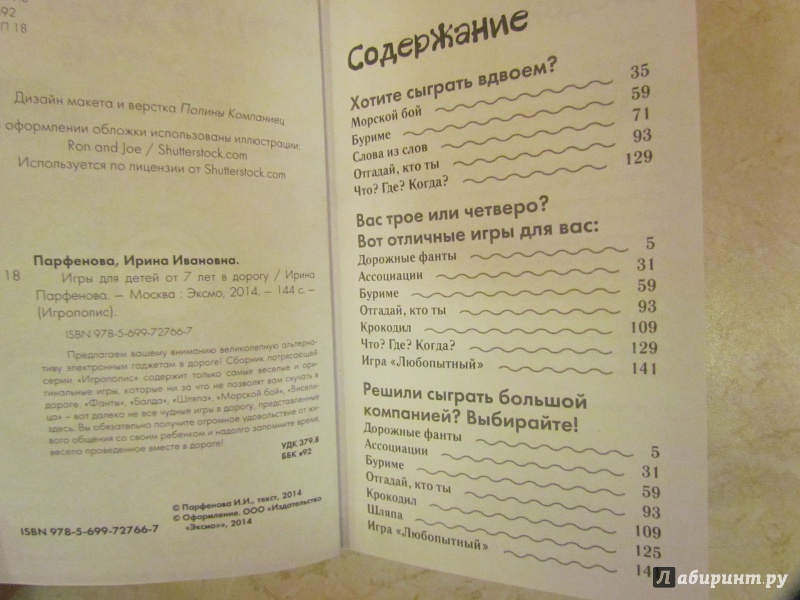 92
П 18
Дизайн макета и верстка Полины Компаниец
оформлении обложки использованы иллюстрации:
Ron and Joe / Shutterstock.com
Используется по лицензии от Shutterstock.com
Парфенова, Ирина Ивановна.
18 Игры для детей от 7 лет в дорогу / Ирина
Парфенова. — Москва : Эксмо, 2014. — 144 с. —
(Игрополис).
ISBN 978-5-699-72766-7
Предлагаем вашему вниманию великолепную альтерна-
тиву электронным гаджетам в дороге! Сборник потрясающей
серии «Игрополис» содержит только самые веселые и ори-
гинальные игры, которые ни за что не позволят вам скучать в
дороге. «Фанты», «Балда», «Шляпа», «Морской бой», «Висели-
ца» — вот далеко не все чудные игры в дорогу, представленные
здесь. Вы обязательно получите огромное удовольствие от жи-
вого общения со своим ребенком и надолго запомните время,
весело проведенное вместе в дороге!
УДК 379.8
ББК я92
© Парфенова И.И., текст, 2014
© Оформление. ООО «Издательство
«Эксмо», 2014
ISBN 978-5-699-72766-7
Содержание
Хотите сыграть вдвоем?
Морской бой 35
Буриме 59
Слова из слов 71
Отгадай, кто ты 93
Что? Где? Когда? 129
Вас трое или четверо?
Вот отличные игры для вас:
Дорожные фанты 5
Ассоциации 31
Буриме 59
Отгадай, кто ты 93
Крокодил 109
Что? Где? Когда? 129
Игра «Любопытный» 141
Решили сыграть большой
компанией? Выбирайте!
Дорожные фанты 5
Ассоциации 31
Буриме 59
Отгадай, кто ты 93
Крокодил 109
Шляпа 125
Игра «Любопытный» 14
Лабиринт.ру